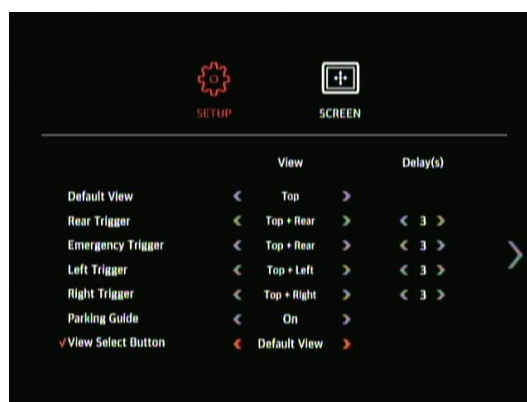 SETUP SCREEN
View Delay(s)
Default View < Top >
Rear Trigger < Top + Rear > < 3 >
Emergency Trigger < Top + Rear > < 3 >
Left Trigger < Top + Left > < 3 >
Right Trigger < Top + Right > < 3 >
Parking Guide < On >
✓View Select Button < Default View >